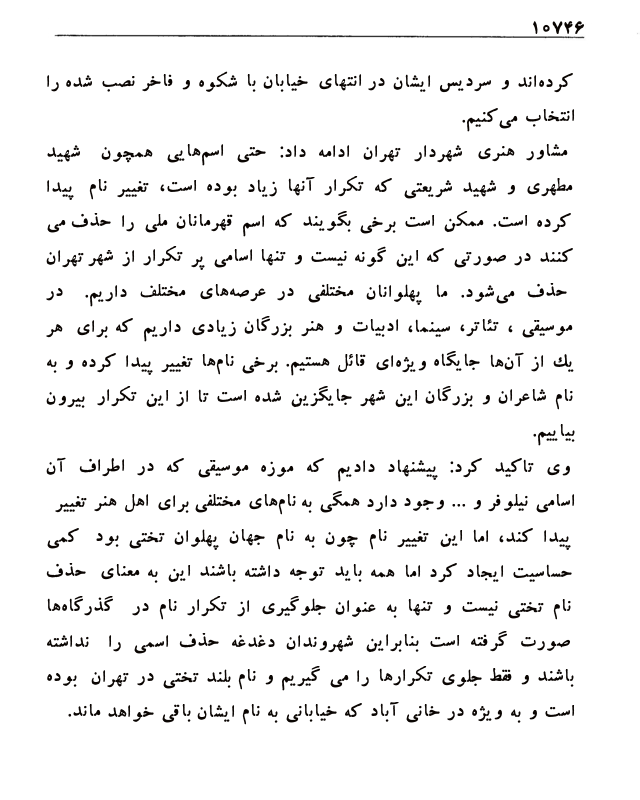 ۱۰۷۴۶
کرده‌اند و سردیس ایشان در انتهای خیابان با شکوه و فاخر نصب شده را
انتخاب می‌کنیم.
مشاور هنری شهردار تهران ادامه داد: حتی اسم‌هایی همچون شهید
مطهری و شهید شریعتی که تکرار آنها زیاد بوده است، تغییر نام پیدا
کرده است. ممکن است برخی بگویند که اسم قهرمانان ملی را حذف می
کنند در صورتی که این گونه نیست و تنها اسامی پر تکرار از شهر تهران
حذف می‌شود. ما پهلوانان مختلفی در عرصه‌های مختلف داریم. در
موسیقی ، تئاتر، سینما، ادبیات و هنر بزرگان زیادی داریم که برای هر
یك از آن‌ها جایگاه ویژه‌ای قائل هستیم. برخی نام‌ها تغییر پیدا کرده و به
نام شاعران و بزرگان این شهر جایگزین شده است تا از این تکرار بیرون
بیاییم.
وی تاکید کرد: پیشنهاد دادیم که موزه موسیقی که در اطراف آن
اسامی نیلوفر و ... وجود دارد همگی به نام‌های مختلفی برای اهل هنر تغییر
پیدا کند، اما این تغییر نام چون به نام جهان پهلوان تختی بود کمی
حساسیت ایجاد کرد اما همه باید توجه داشته باشند این به معنای حذف
نام تختی نیست و تنها به عنوان جلوگیری از تکرار نام در گذرگاه‌ها
صورت گرفته است بنابراین شهروندان دغدغه حذف اسمی را نداشته
باشند و فقط جلوی تکرارها را می گیریم و نام بلند تختی در تهران بوده
است و به ویژه در خانی آباد که خیابانی به نام ایشان باقی خواهد ماند.